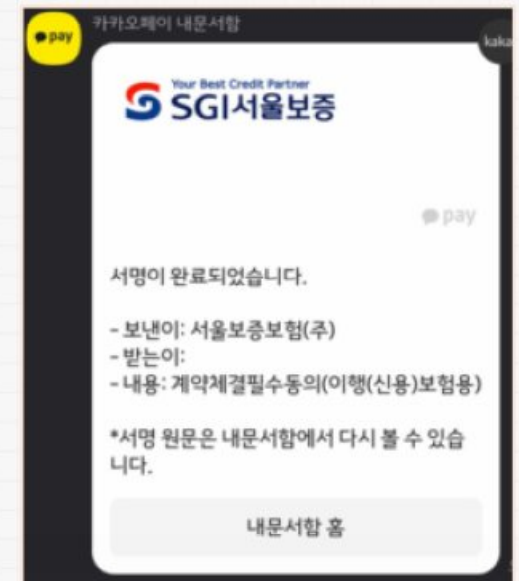 pay
카카오페이 내문서함
kaka
Your Best Credit Partner
SGI서울보증
pay
서명이 완료되었습니다.
- 보낸이: 서울보증보험(주)
- 받는이:
- 내용: 계약체결필수동의(이행(신용)보험용)
*서명 원문은 내문서함에서 다시 볼 수 있습
니다.
내문서함 홈